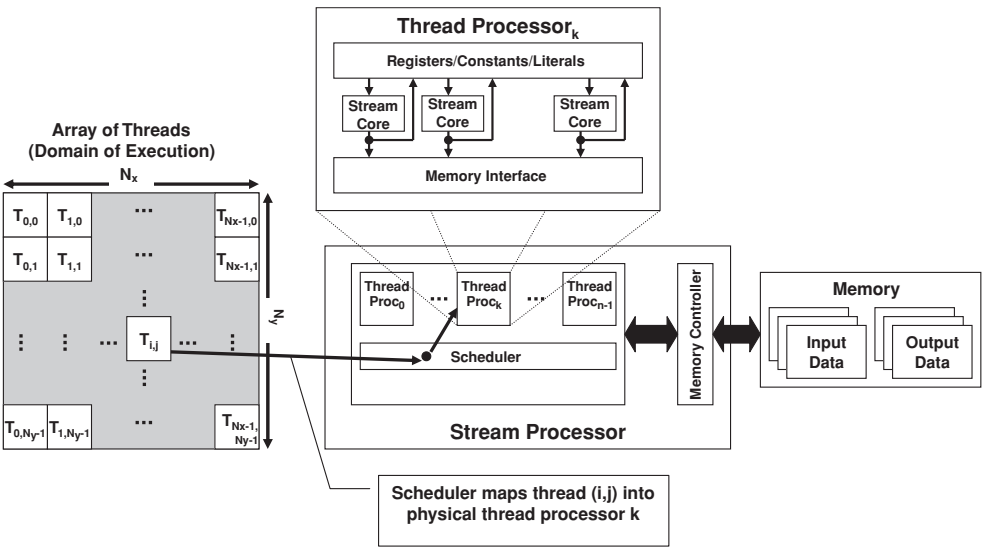 Thread Processor_k
Registers/Constants/Literals
Stream Core
Stream Core
Stream Core
Memory Interface
Array of Threads
(Domain of Execution)
N_x
T_0,0 T_1,0 ... T_Nx-1,0
T_0,1 T_1,1 ... T_Nx-1,1
...
N_y
... ... ... T_i,j ... ...
...
T_0,Ny-1 T_1,Ny-1 ... T_Nx-1, Ny-1
Thread Proc_0 ... Thread Proc_k ... Thread Proc_n-1
Scheduler
Stream Processor
Memory Controller
Memory
Input Data
Output Data
Scheduler maps thread (i,j) into
physical thread processor k